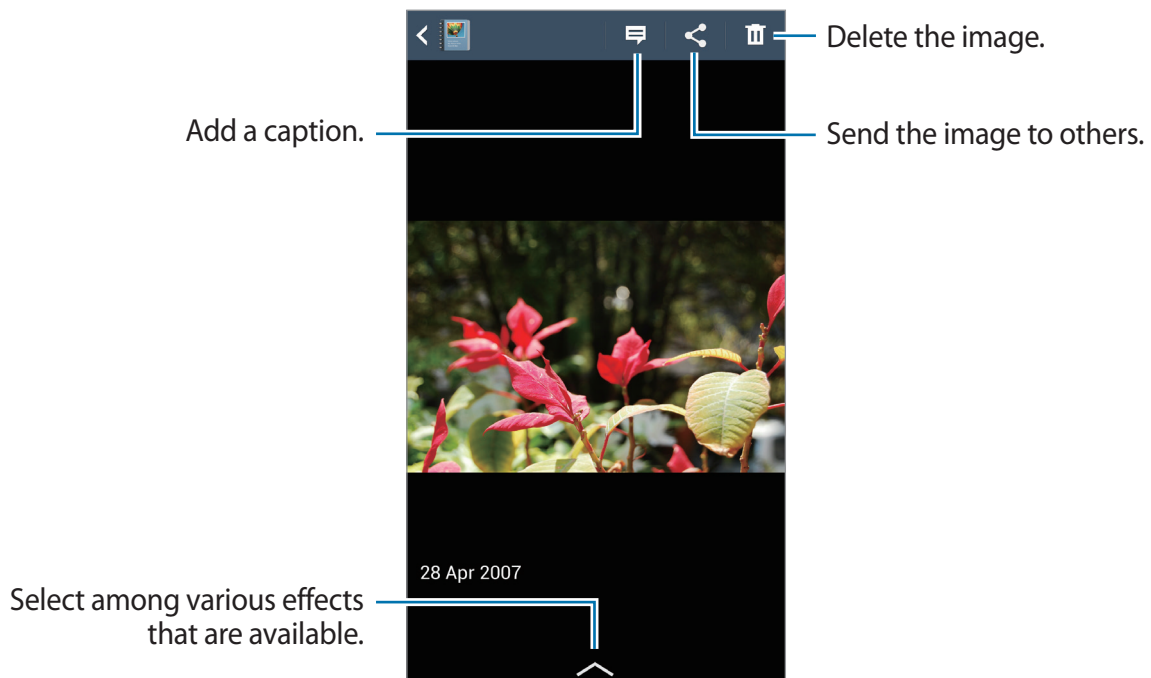 Delete the image.
Add a caption.
Send the image to others.
28 Apr 2007
Select among various effects
that are available.